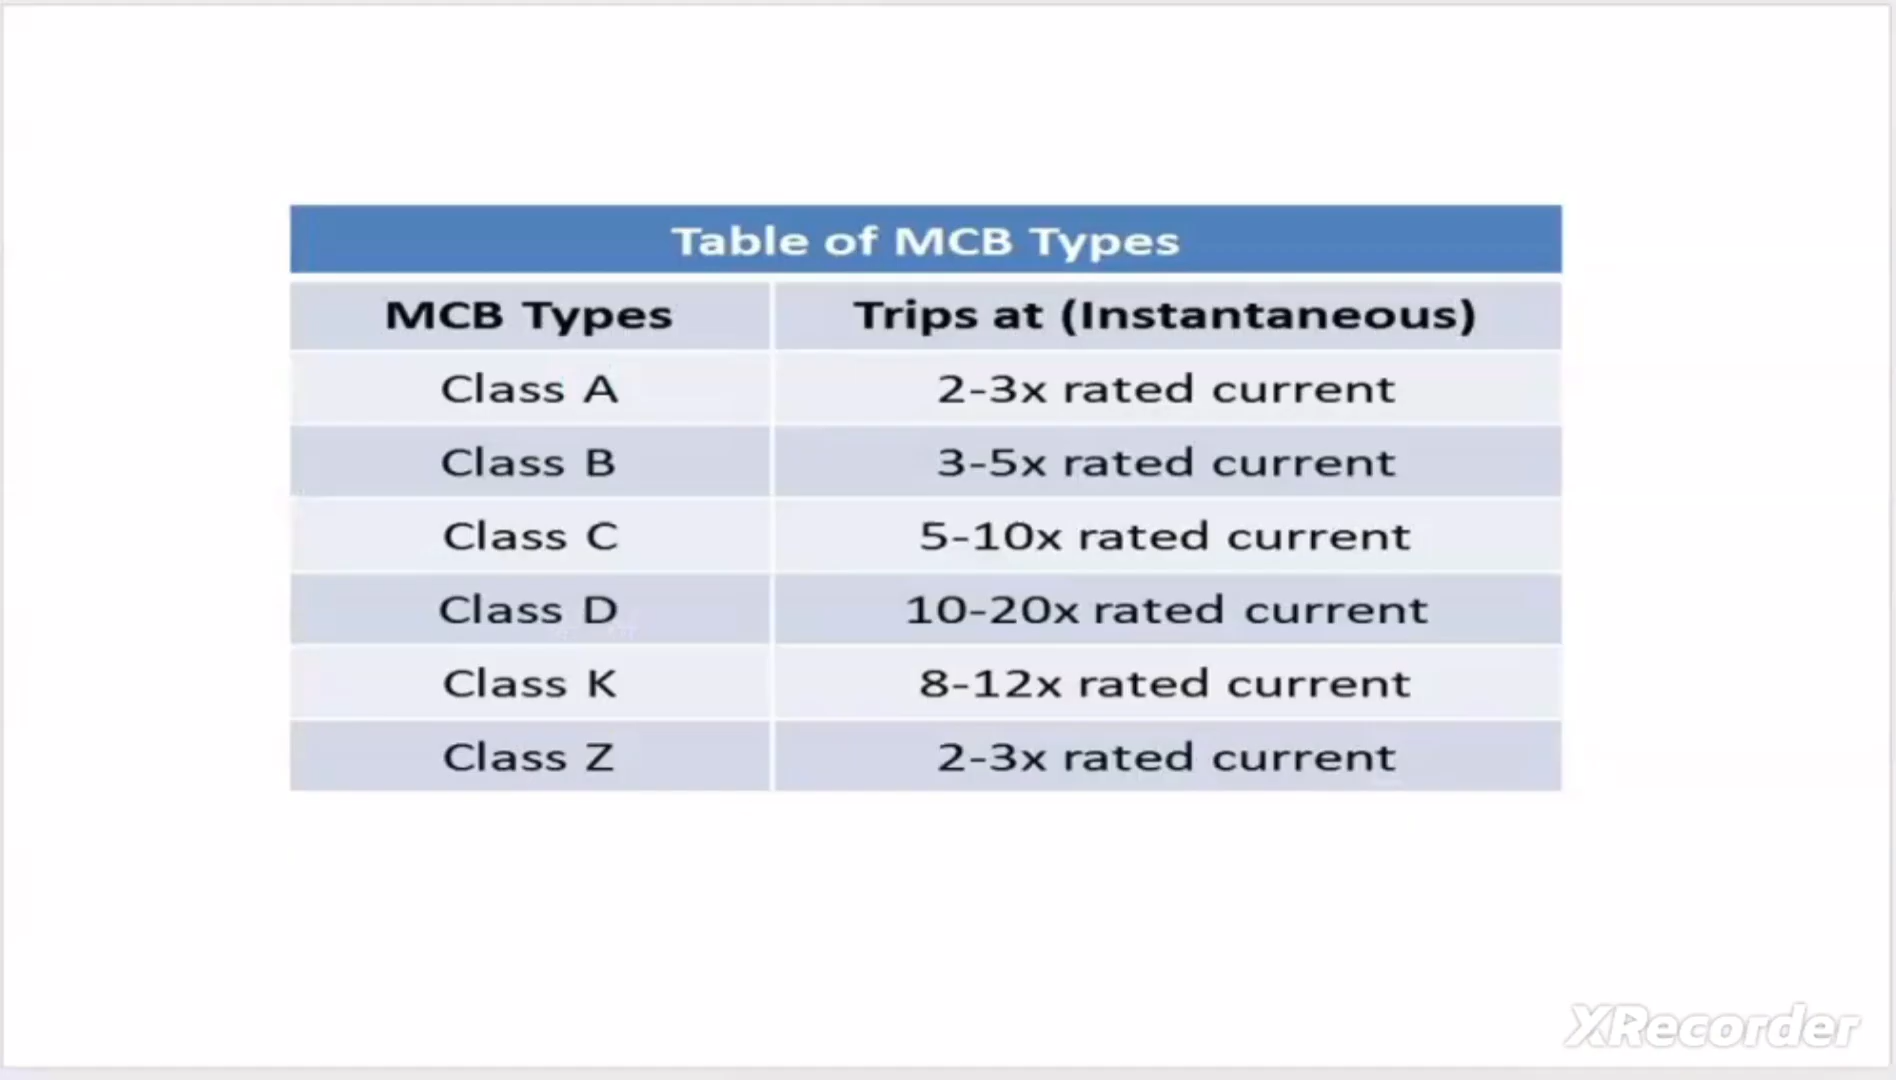 Table of MCB Types
MCB Types Trips at (Instantaneous)
Class A 2-3x rated current
Class B 3-5x rated current
Class C 5-10x rated current
Class D 10-20x rated current
Class K 8-12x rated current
Class Z 2-3x rated current
XRecorder